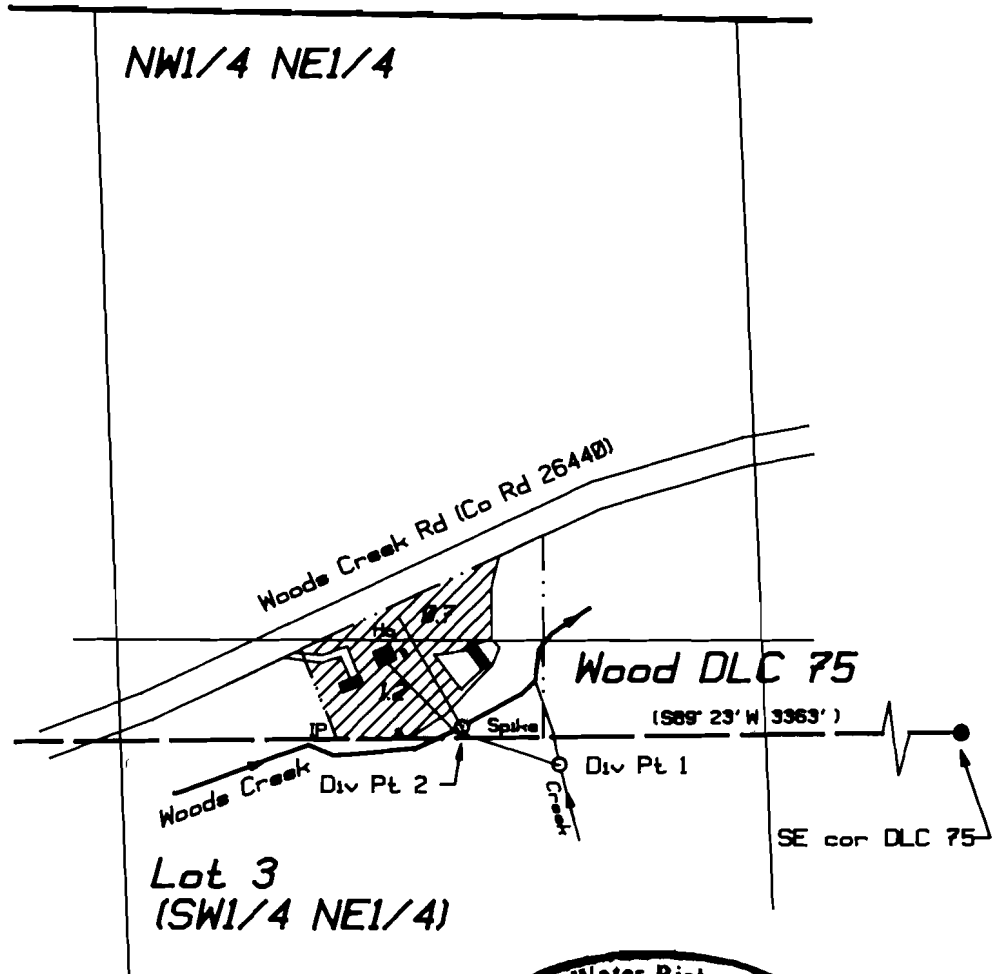 NW1/4 NE1/4
Woods Creek Rd (Co Rd 26440)
0.7
Ho
1.2
Wood DLC 75
(S89° 23' W 3363')
IP
Spike
Woods Creek
Div Pt 2
Div Pt 1
Creek
SE cor DLC 75
Lot 3
(SW1/4 NE1/4)
Water Right